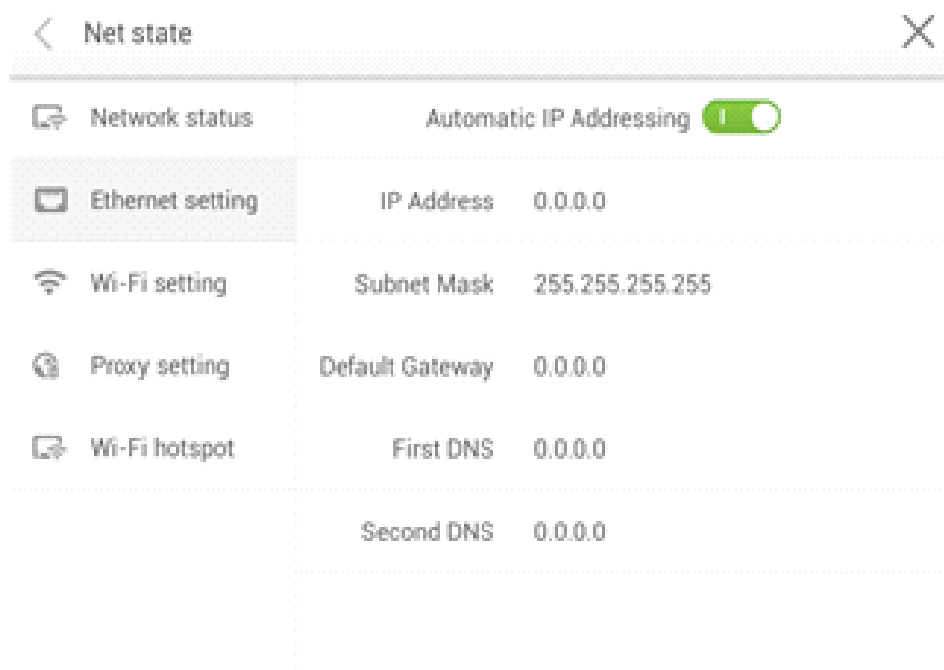 Net state
Network status
Automatic IP Addressing
Ethernet setting
IP Address 0.0.0.0
Wi-Fi setting
Subnet Mask 255.255.255.255
Proxy setting
Default Gateway 0.0.0.0
Wi-Fi hotspot
First DNS 0.0.0.0
Second DNS 0.0.0.0